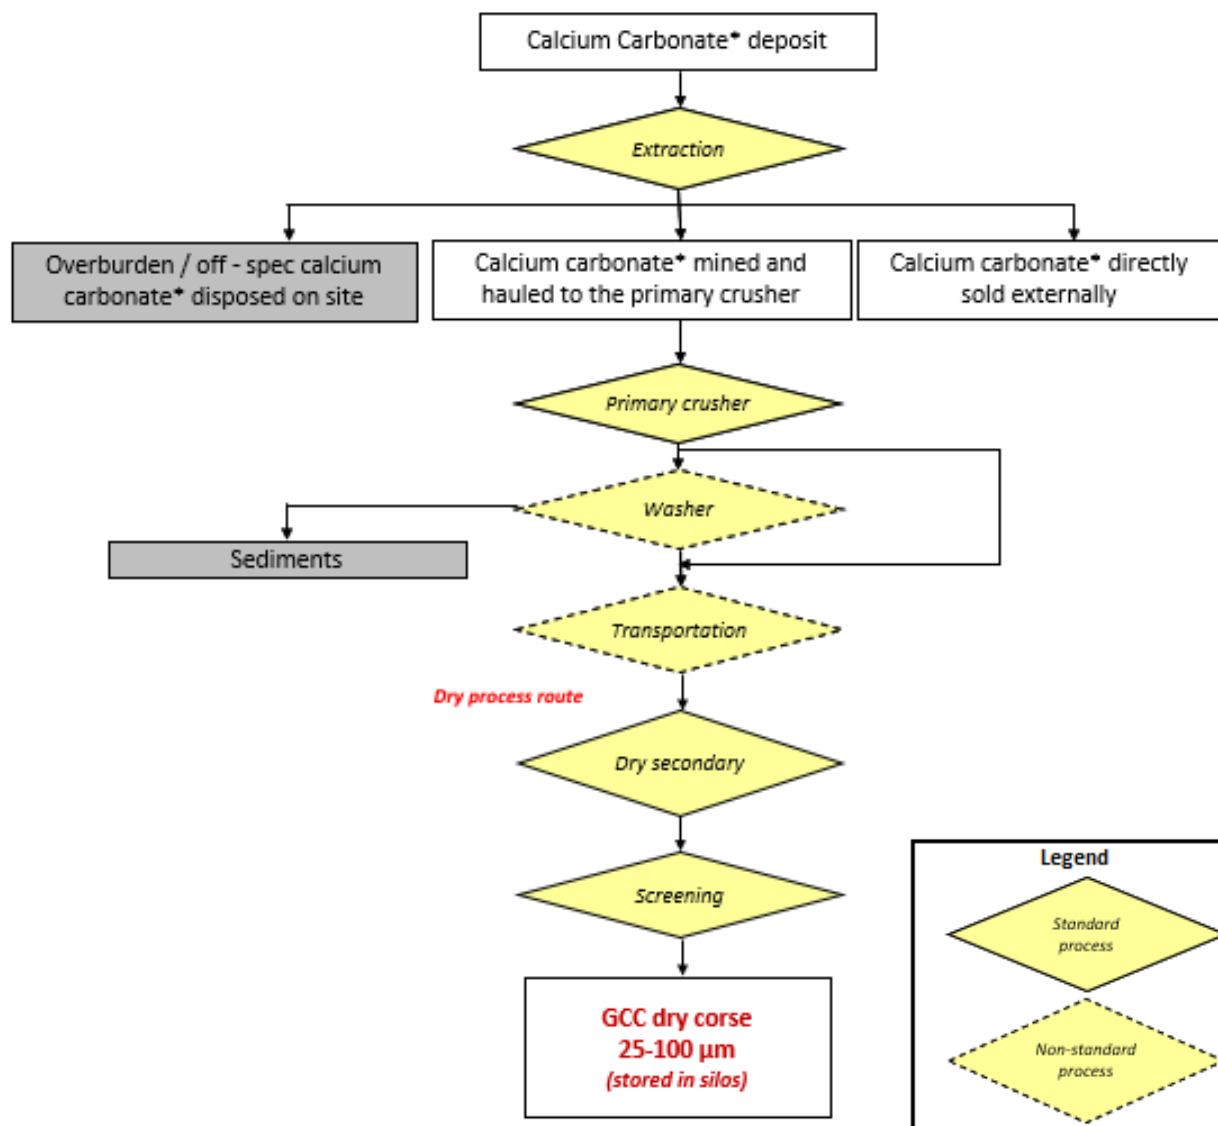 Calcium Carbonate* deposit
Extraction
Overburden / off - spec calcium
carbonate* disposed on site
Calcium carbonate* mined and
hauled to the primary crusher
Calcium carbonate* directly
sold externally
Primary crusher
Washer
Sediments
Transportation
Dry process route
Dry secondary
Screening
GCC dry corse
25-100 µm
(stored in silos)
Legend
Standard
process
Non-standard
process